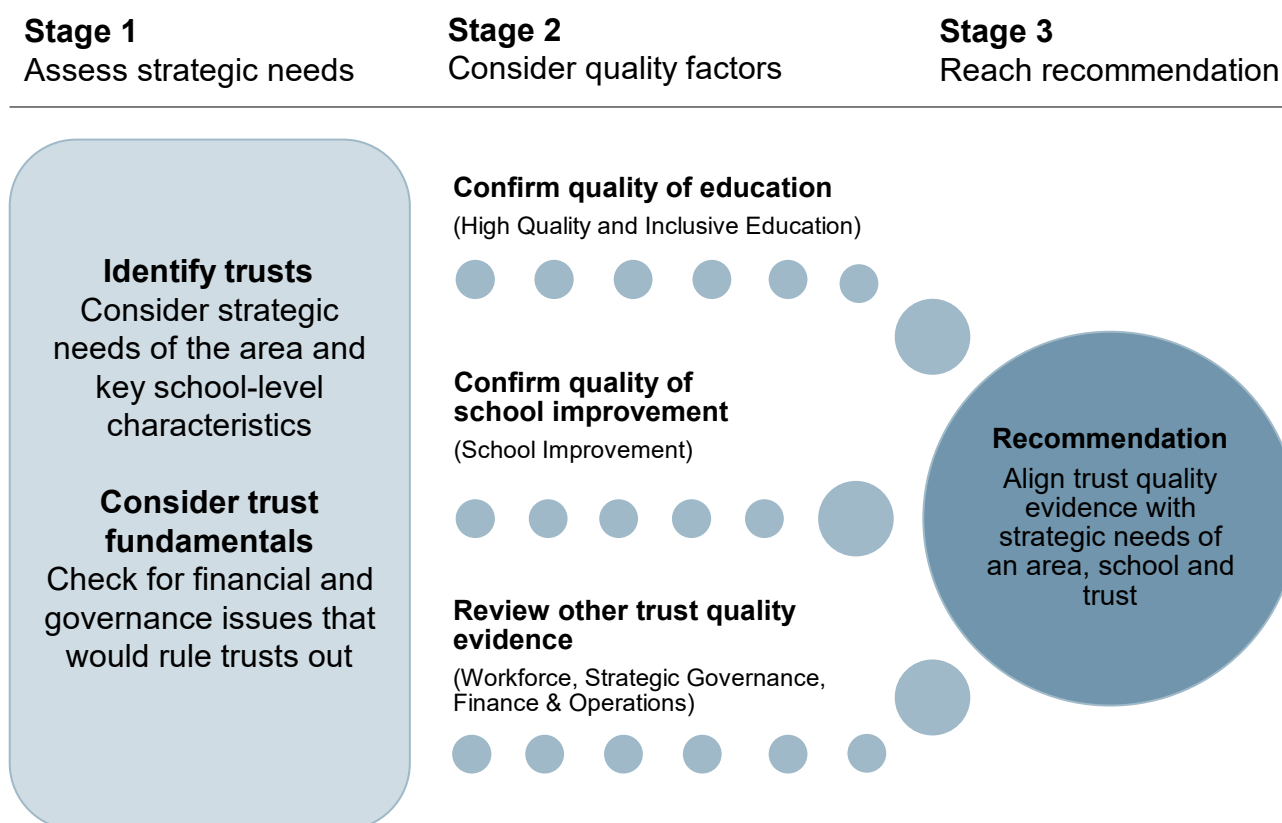 Stage 1
Assess strategic needs
Stage 2
Consider quality factors
Stage 3
Reach recommendation
Identify trusts
Consider strategic
needs of the area and
key school-level
characteristics
Consider trust
fundamentals
Check for financial and
governance issues that
would rule trusts out
Confirm quality of education
(High Quality and Inclusive Education)
Confirm quality of
school improvement
(School Improvement)
Review other trust quality
evidence
(Workforce, Strategic Governance,
Finance & Operations)
Recommendation
Align trust quality
evidence with
strategic needs of
an area, school and
trust